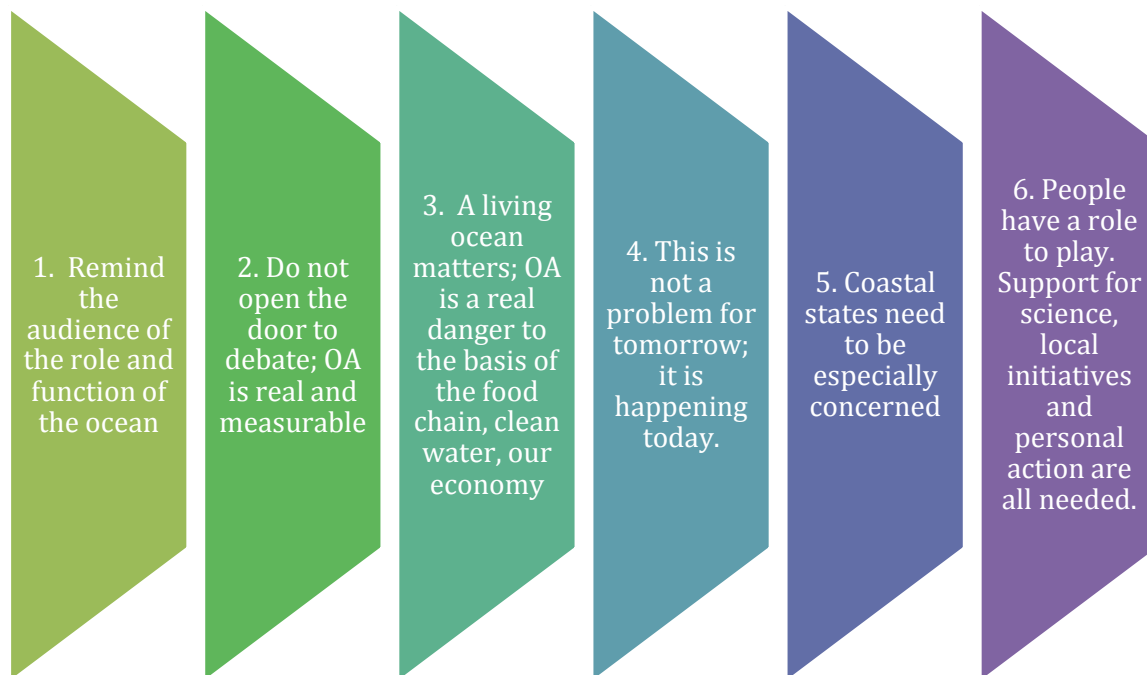 1.  Remind
the
audience of
the role and
function of
the ocean
2. Do not
open the
door to
debate; OA
is real and
measurable
3.  A living
ocean
matters; OA
is a real
danger to
the basis of
the food
chain, clean
water, our
economy
4. This is
not a
problem for
tomorrow;
it is
happening
today.
5. Coastal
states need
to be
especially
concerned
6. People
have a role
to play.
Support for
science,
local
initiatives
and
personal
action are
all needed.